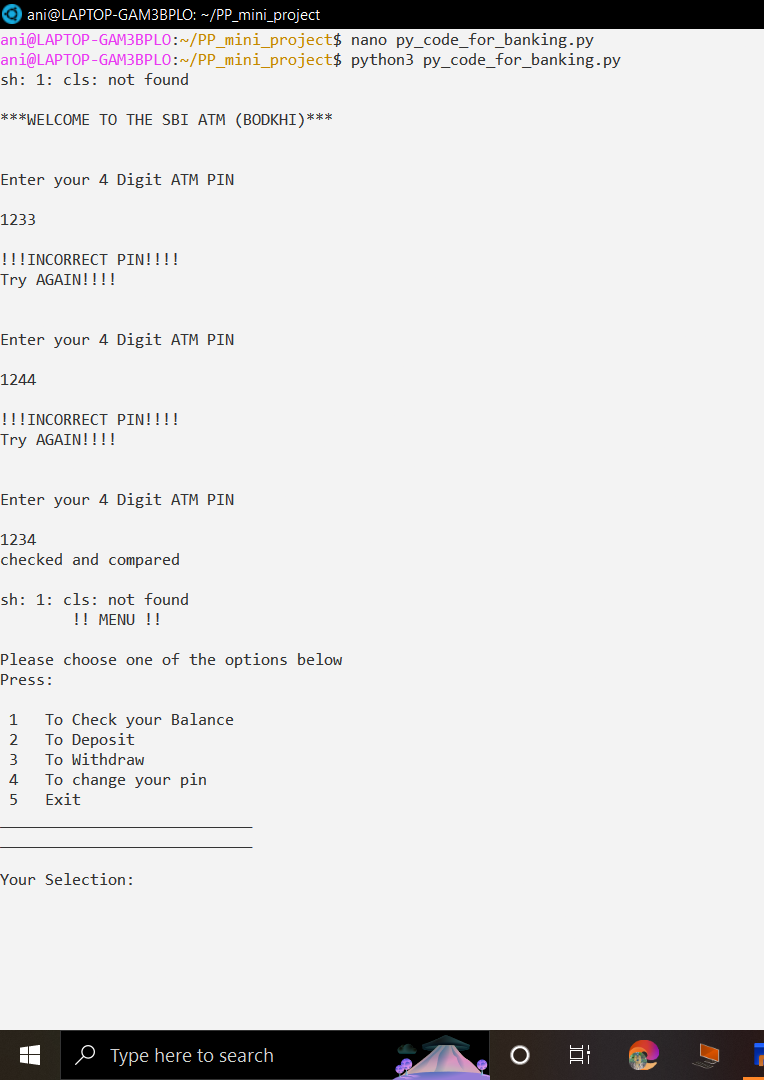 ani@LAPTOP-GAM3BPLO: ~/PP_mini_project
ani@LAPTOP-GAM3BPLO:~/PP_mini_project$ nano py_code_for_banking.py
ani@LAPTOP-GAM3BPLO:~/PP_mini_project$ python3 py_code_for_banking.py
sh: 1: cls: not found
***WELCOME TO THE SBI ATM (BODKHI)***
Enter your 4 Digit ATM PIN
1233
!!!INCORRECT PIN!!!!
Try AGAIN!!!!
Enter your 4 Digit ATM PIN
1244
!!!INCORRECT PIN!!!!
Try AGAIN!!!!
Enter your 4 Digit ATM PIN
1234
checked and compared
sh: 1: cls: not found
!! MENU !!
Please choose one of the options below
Press:
1 To Check your Balance
2 To Deposit
3 To Withdraw
4 To change your pin
5 Exit
____________________________
____________________________
Your Selection:
Type here to search